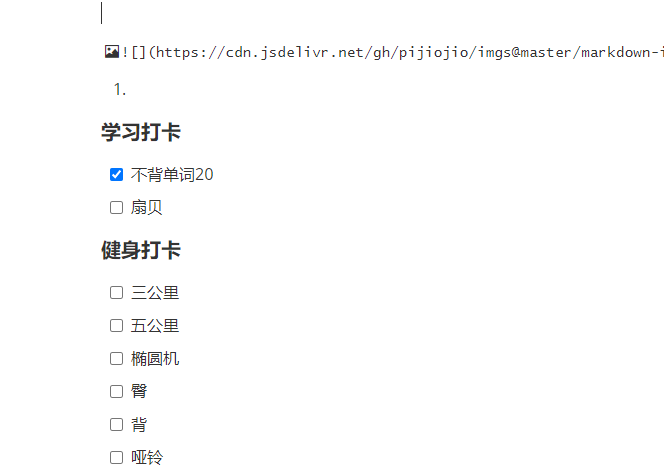 ![](https://cdn.jsdelivr.net/gh/pijiojio/imgs@master/markdown-i
1.
学习打卡
不背单词20
扇贝
健身打卡
三公里
五公里
椭圆机
臀
背
哑铃